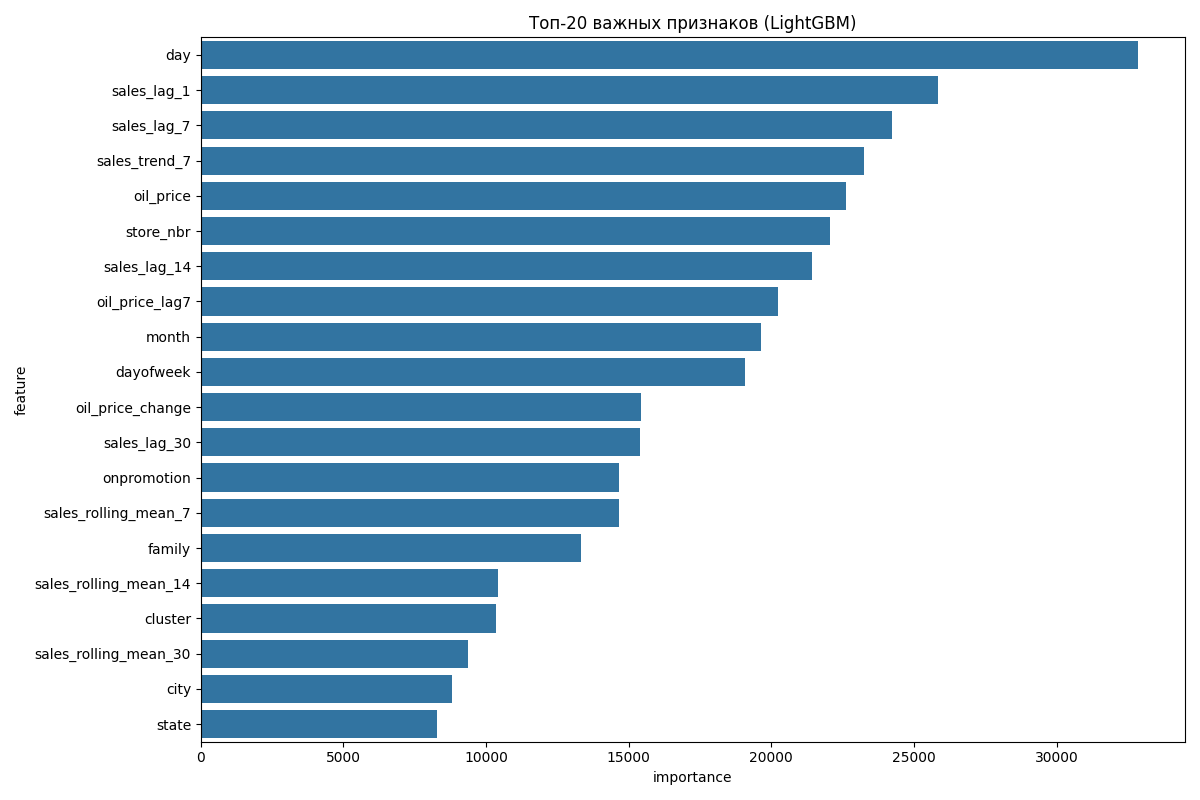 Топ-20 важных признаков (LightGBM)
feature
day
sales_lag_1
sales_lag_7
sales_trend_7
oil_price
store_nbr
sales_lag_14
oil_price_lag7
month
dayofweek
oil_price_change
sales_lag_30
onpromotion
sales_rolling_mean_7
family
sales_rolling_mean_14
cluster
sales_rolling_mean_30
city
state
0 5000 10000 15000 20000 25000 30000
importance